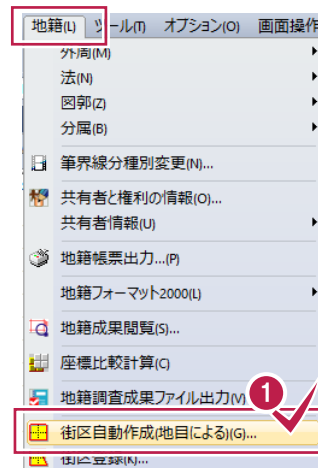 地籍(L) ツール(T) オプション(O) 画面操作
外周(M)
法(N)
図郭(Z)
分属(B)
筆界線分種別変更(N)...
共有者と権利の情報(O)...
共有者情報(U)
地籍帳票出力...(P)
地籍フォーマット2000(L)
地籍成果閲覧(S)...
座標比較計算(C)
地籍調査成果ファイル出力(V)
1
街区自動作成(地目による)(G)...
街区登録(K)...